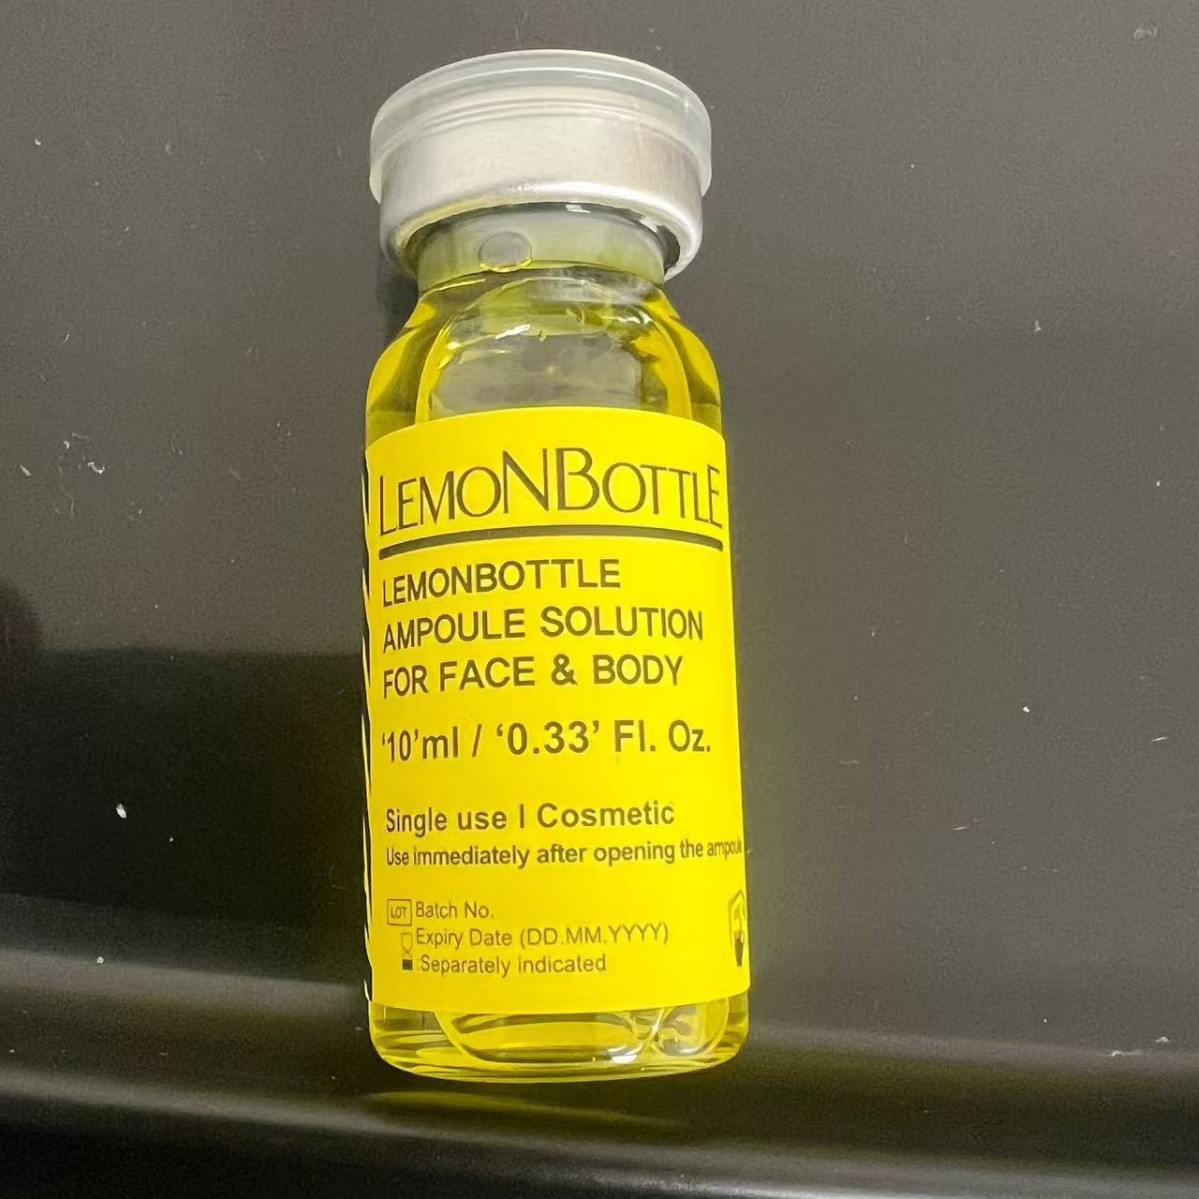 LEMONBOTTLE
LEMONBOTTLE
AMPOULE SOLUTION
FOR FACE & BODY
‘10’ml / ‘0.33’ Fl. Oz.
Single use | Cosmetic
Use immediately after opening the
LOT Batch No.
Expiry Date (DD.MM.YYYY)
Separately indicated